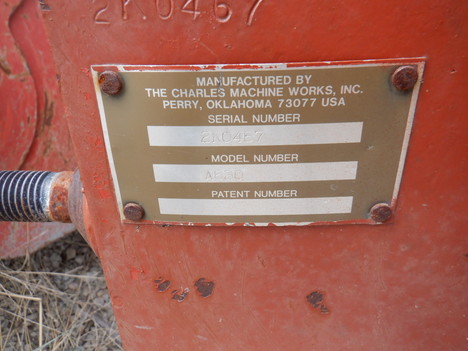 2K0467
MANUFACTURED BY
THE CHARLES MACHINE WORKS, INC.
PERRY, OKLAHOMA 73077 USA
SERIAL NUMBER
2K0467
MODEL NUMBER
PATENT NUMBER